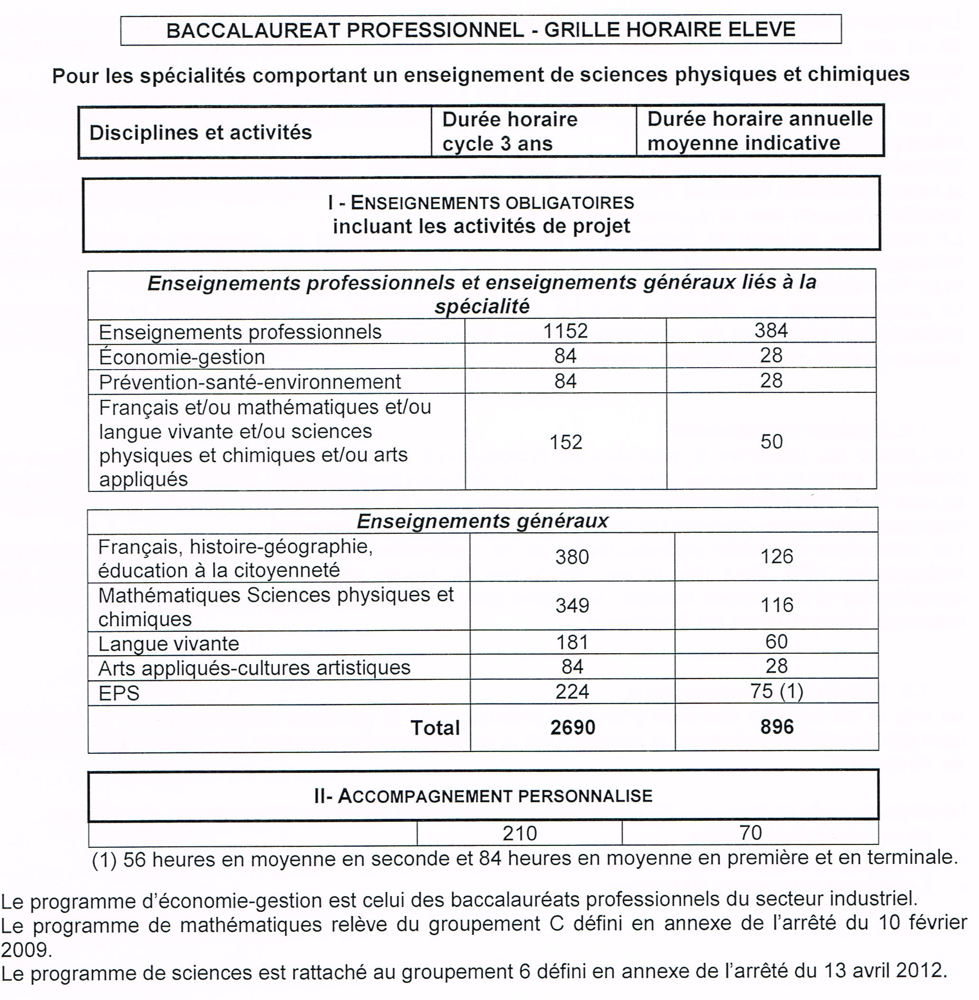 BACCALAUREAT PROFESSIONNEL - GRILLE HORAIRE ELEVE
Pour les spécialités comportant un enseignement de sciences physiques et chimiques
Disciplines et activités
Durée horaire
cycle 3 ans
Durée horaire annuelle
moyenne indicative
I - ENSEIGNEMENTS OBLIGATOIRES
incluant les activités de projet
Enseignements professionnels et enseignements généraux liés à la
spécialité
Enseignements professionnels 1152 384
Économie-gestion 84 28
Prévention-santé-environnement 84 28
Français et/ou mathématiques et/ou
langue vivante et/ou sciences
physiques et chimiques et/ou arts
appliqués
152 50
Enseignements généraux
Français, histoire-géographie,
éducation à la citoyenneté
380 126
Mathématiques Sciences physiques et
chimiques
349 116
Langue vivante 181 60
Arts appliqués-cultures artistiques 84 28
EPS 224 75 (1)
Total 2690 896
II- ACCOMPAGNEMENT PERSONNALISE
210 70
(1) 56 heures en moyenne en seconde et 84 heures en moyenne en première et en terminale.
Le programme d'économie-gestion est celui des baccalauréats professionnels du secteur industriel.
Le programme de mathématiques relève du groupement C défini en annexe de l'arrêté du 10 février
2009.
Le programme de sciences est rattaché au groupement 6 défini en annexe de l'arrêté du 13 avril 2012.